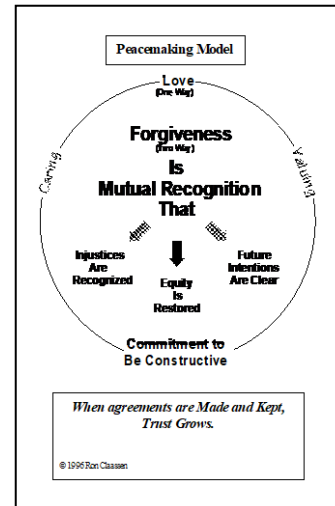 Peacemaking Model
Love
(One Way)
Caring
Valuing
Forgiveness
(Two Way)
Is
Mutual Recognition
That
Injustices
Are
Recognized
Equity
Is
Restored
Future
Intentions
Are Clear
Commitment to
Be Constructive
When agreements are Made and Kept,
Trust Grows.
© 1996 Ron Claassen